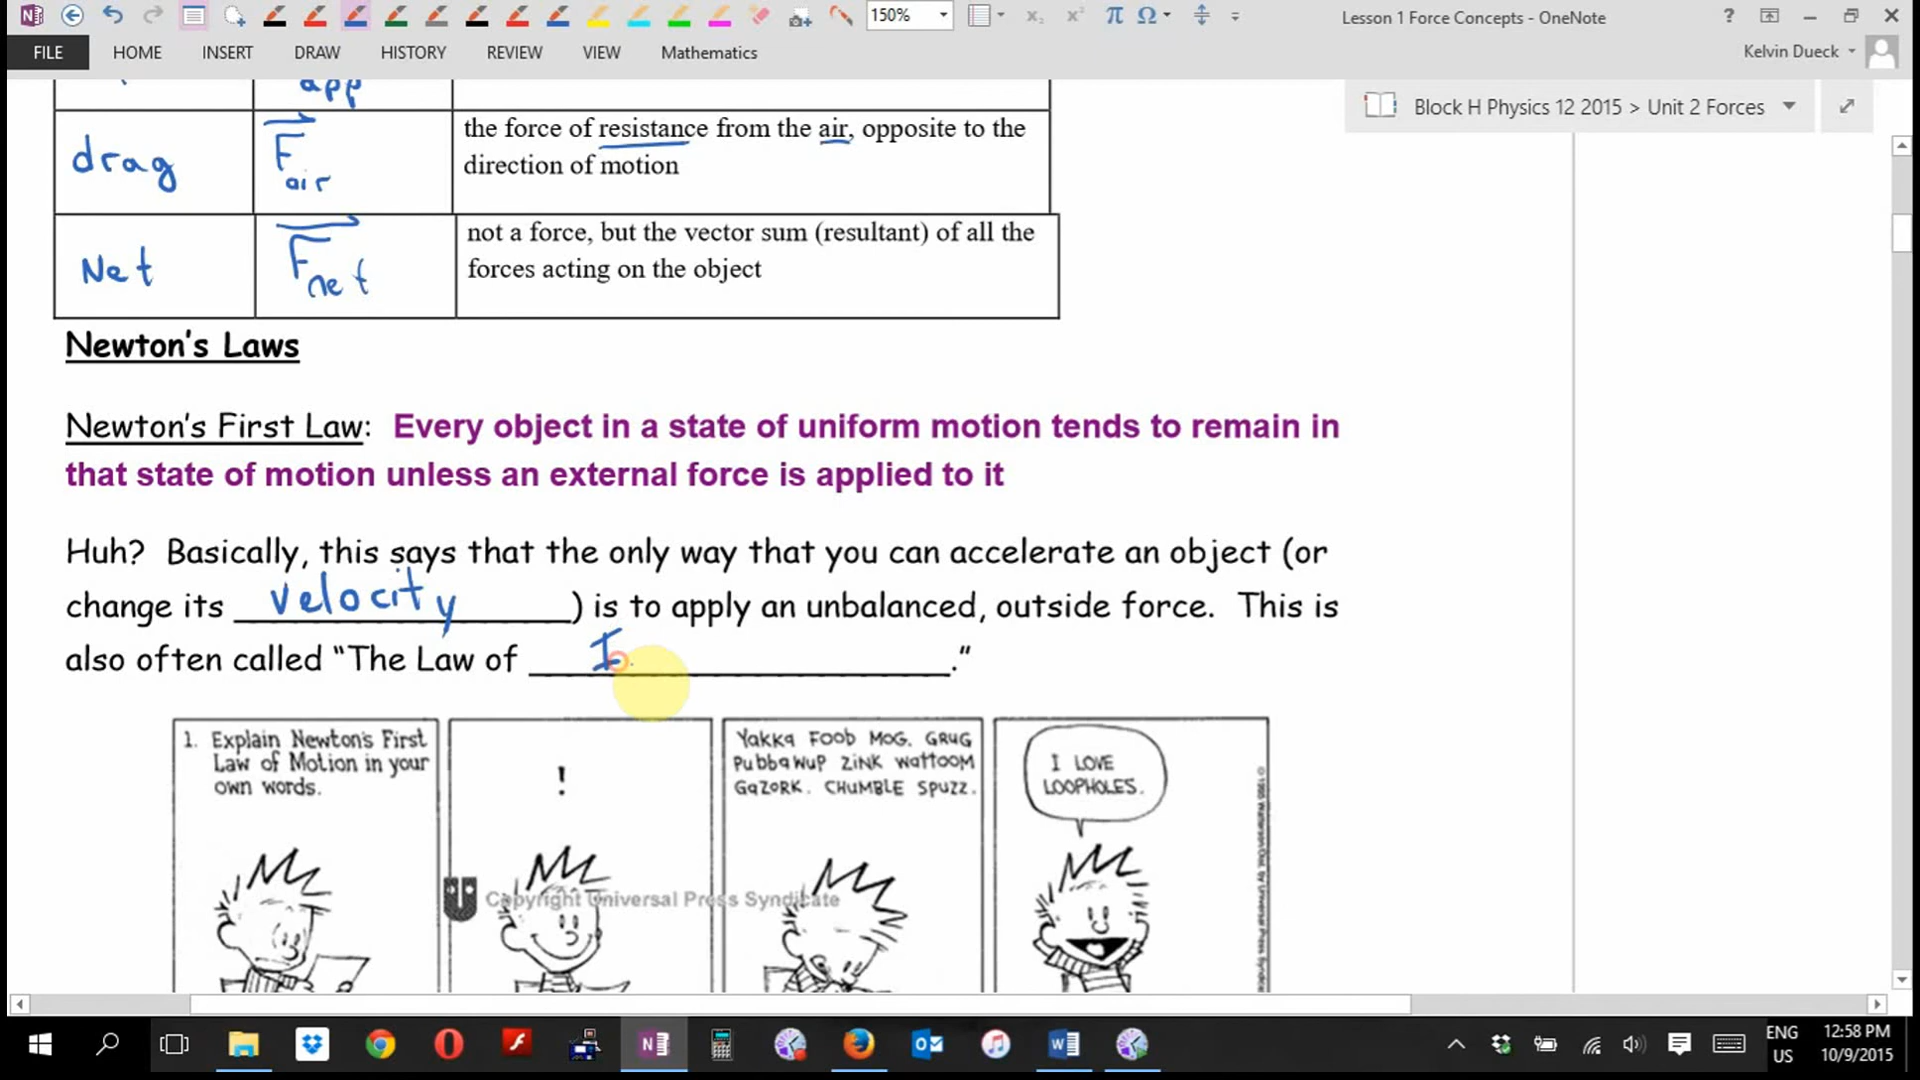 150%
Lesson 1 Force Concepts - OneNote
FILE HOME INSERT DRAW HISTORY REVIEW VIEW Mathematics
Kelvin Dueck
Block H Physics 12 2015 > Unit 2 Forces
app
drag
F air
the force of resistance from the air, opposite to the
direction of motion
Net
F net
not a force, but the vector sum (resultant) of all the
forces acting on the object
Newton's Laws
Newton's First Law: Every object in a state of uniform motion tends to remain in
that state of motion unless an external force is applied to it
Huh? Basically, this says that the only way that you can accelerate an object (or
change its velocity) is to apply an unbalanced, outside force. This is
also often called “The Law of I.”
1. Explain Newton's First
Law of Motion in your
own words.
!
Yakka FOOB MOG. GRUG
PubbawuP ZINK wattooM
GAZORK. CHUMBLE SPUZZ.
I LOVE
LOOPHOLES.
Copyright Universal Press Syndicate
ENG
US
12:58 PM
10/9/2015